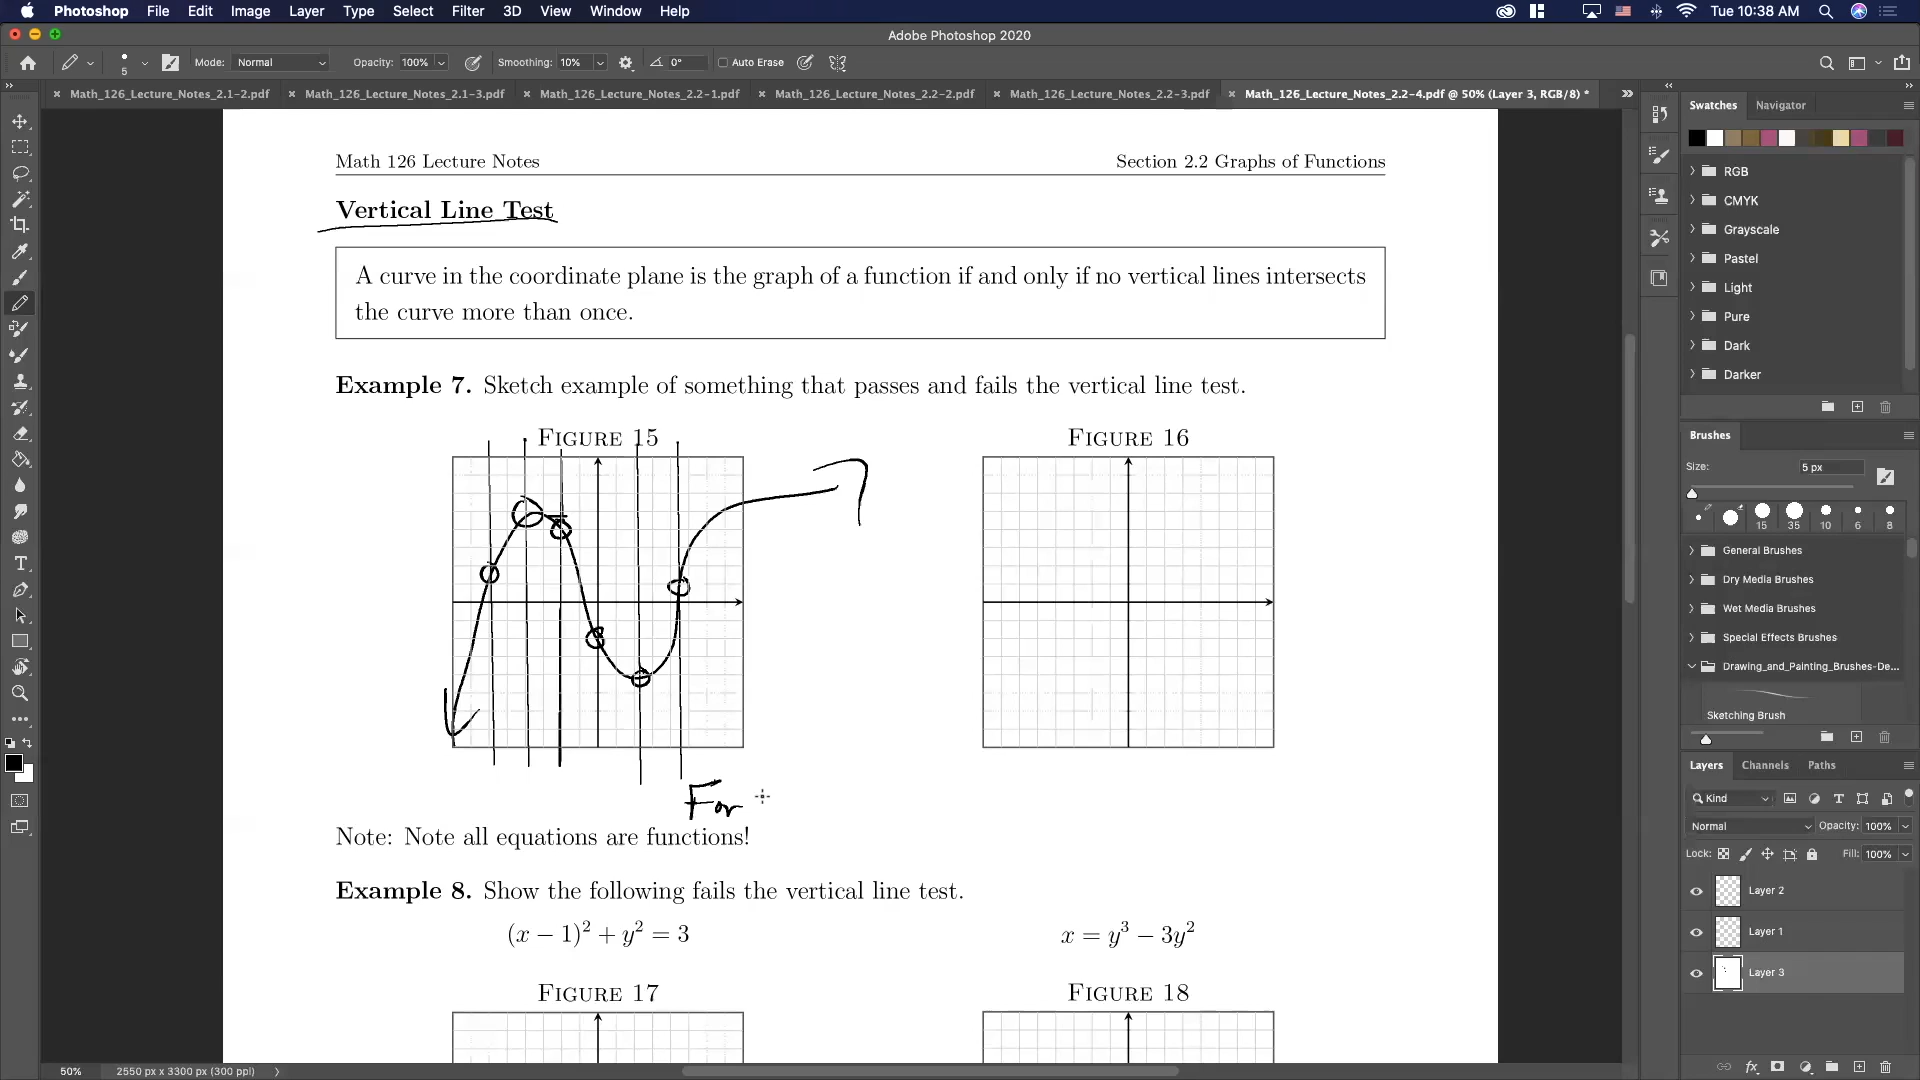 Photoshop File Edit Image Layer Type Select Filter 3D View Window Help Tue 10:38 AM
Adobe Photoshop 2020
5 Mode: Normal Opacity: 100% Smoothing: 10% 0° Auto Erase
Math_126_Lecture_Notes_2.1-2.pdf Math_126_Lecture_Notes_2.1-3.pdf Math_126_Lecture_Notes_2.2-1.pdf Math_126_Lecture_Notes_2.2-2.pdf Math_126_Lecture_Notes_2.2-3.pdf Math_126_Lecture_Notes_2.2-4.pdf @ 50% (Layer 3, RGB/8) *
Math 126 Lecture Notes Section 2.2 Graphs of Functions
Vertical Line Test
A curve in the coordinate plane is the graph of a function if and only if no vertical lines intersects
the curve more than once.
Example 7. Sketch example of something that passes and fails the vertical line test.
Figure 15 Figure 16
For
Note: Note all equations are functions!
Example 8. Show the following fails the vertical line test.
(x − 1)² + y² = 3 x = y³ − 3y²
Figure 17 Figure 18
50% 2550 px x 3300 px (300 ppi)
Swatches Navigator
RGB
CMYK
Grayscale
Pastel
Light
Pure
Dark
Darker
Brushes
Size: 5 px
15 35 10 6 8
General Brushes
Dry Media Brushes
Wet Media Brushes
Special Effects Brushes
Drawing_and_Painting_Brushes-De...
Sketching Brush
Layers Channels Paths
Kind
Normal Opacity: 100%
Lock: Fill: 100%
Layer 2
Layer 1
Layer 3
fx